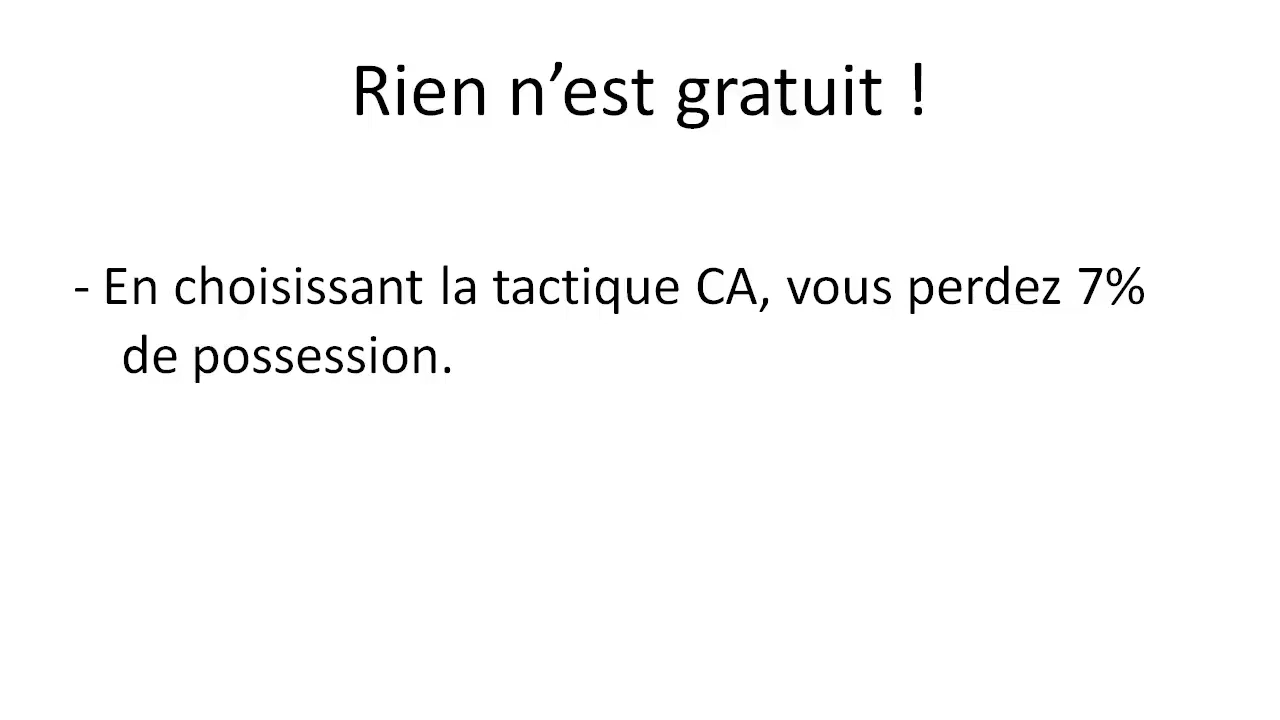 Rien n’est gratuit !
- En choisissant la tactique CA, vous perdez 7%
de possession.